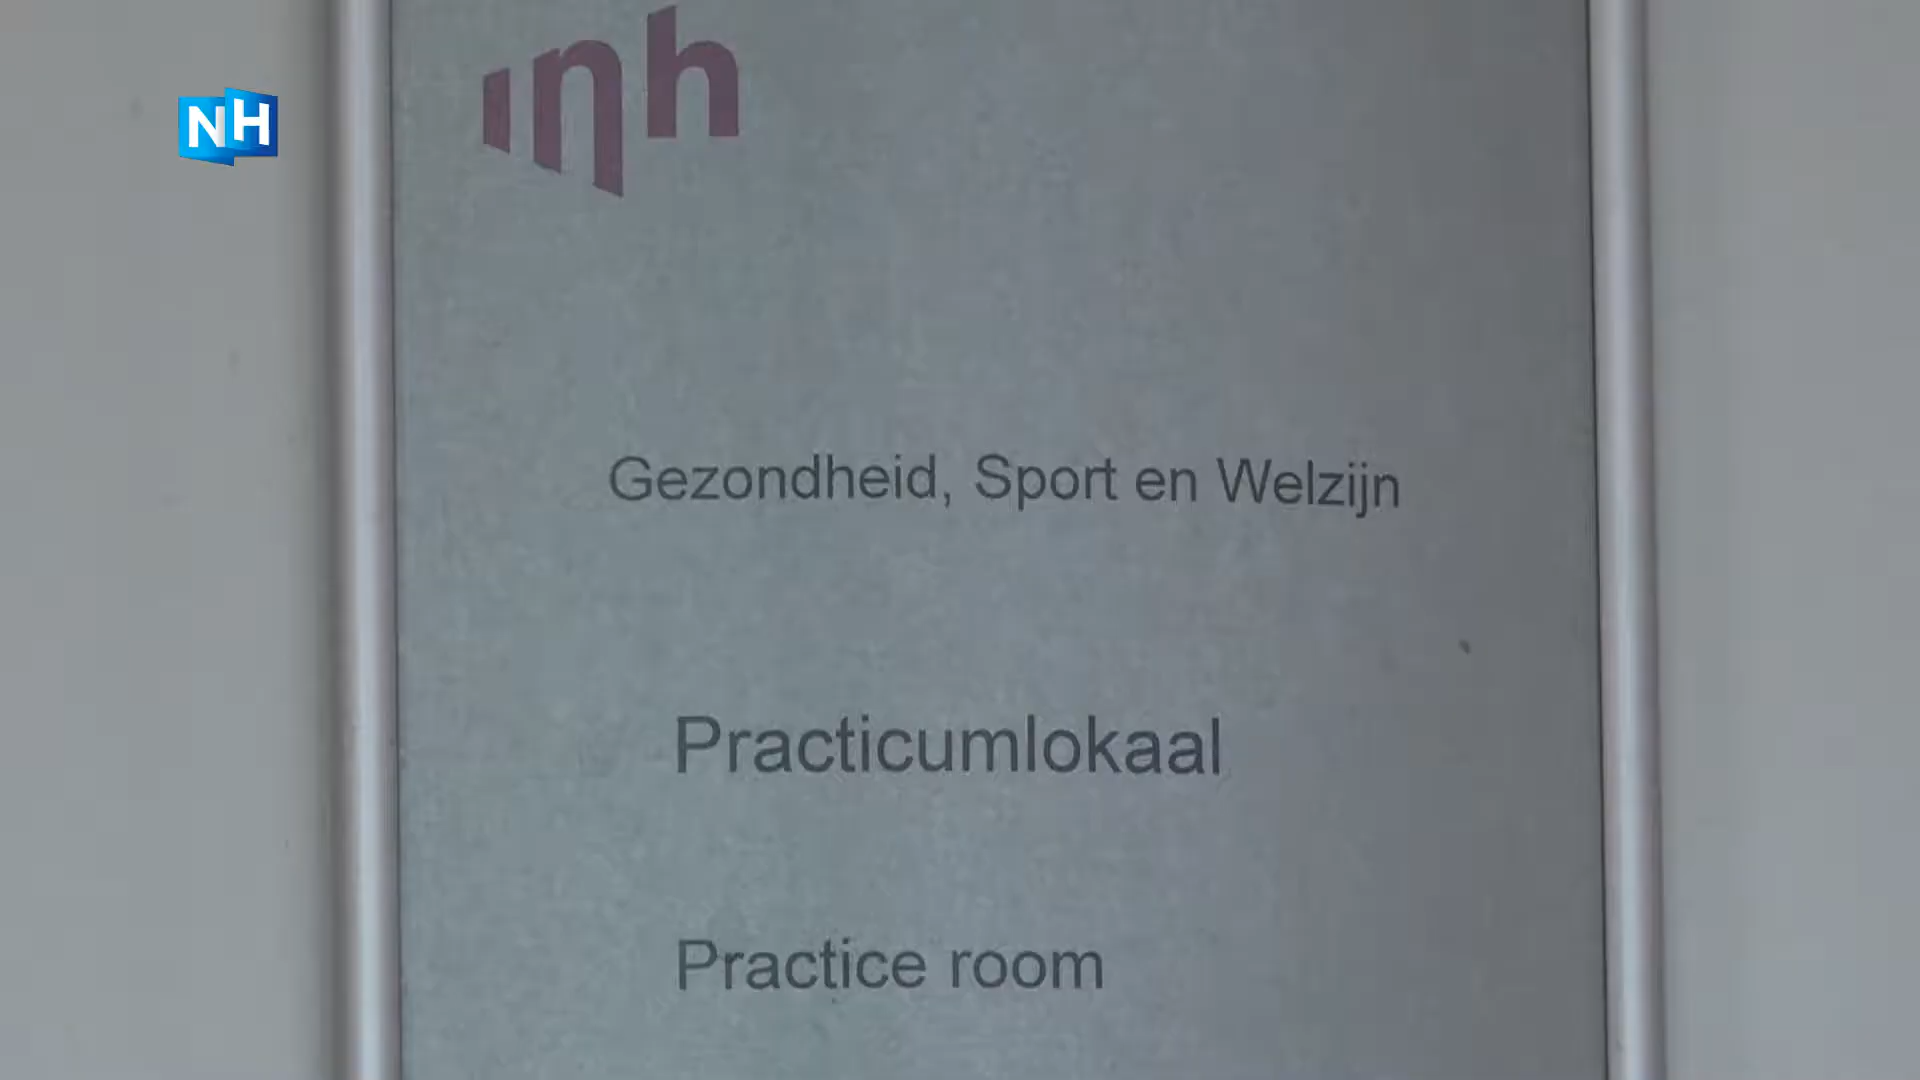 inh
NH
Gezondheid, Sport en Welzijn
Practicumlokaal
Practice room